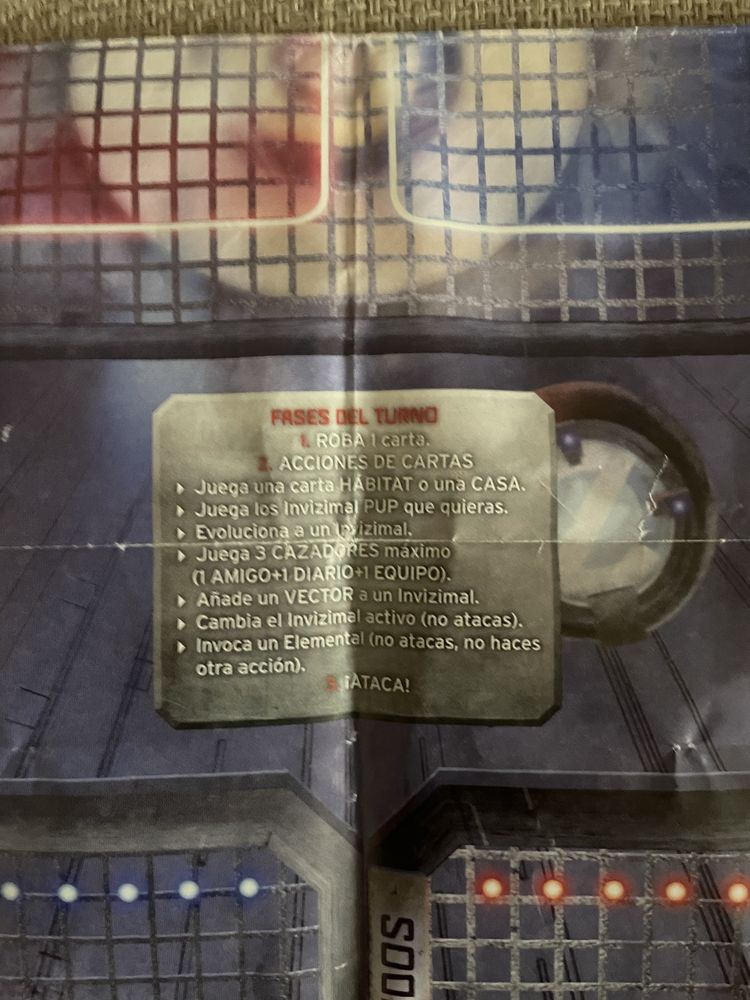 FASES DEL TURNO
1. ROBA 1 carta.
2. ACCIONES DE CARTAS
Juega una carta HÁBITAT o una CASA.
Juega los Invizimal PUP que quieras.
Evoluciona a un Invizimal.
Juega 3 CAZADORES máximo
(1 AMIGO+1 DIARIO+1 EQUIPO).
Añade un VECTOR a un Invizimal.
Cambia el Invizimal activo (no atacas).
Invoca un Elemental (no atacas, no haces
otra acción).
3. ¡ATACA!